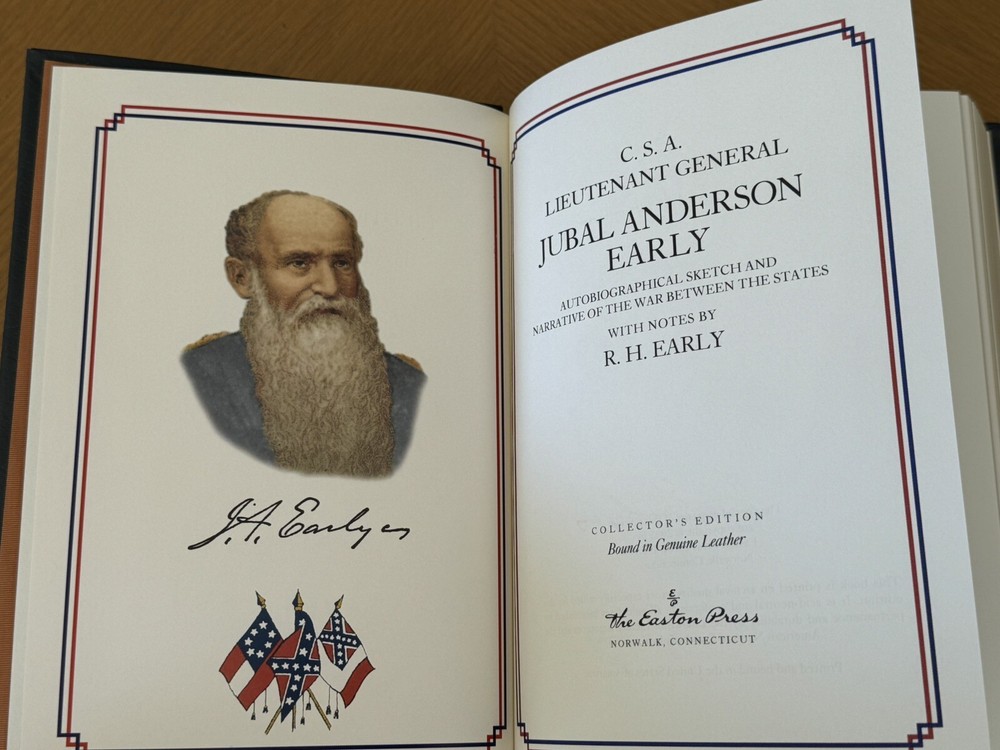 J. A. Early
C. S. A.
LIEUTENANT GENERAL
JUBAL ANDERSON
EARLY
AUTOBIOGRAPHICAL SKETCH AND
NARRATIVE OF THE WAR BETWEEN THE STATES
WITH NOTES BY
R. H. EARLY
COLLECTOR'S EDITION
Bound in Genuine Leather
E
P
the Easton Press
NORWALK, CONNECTICUT